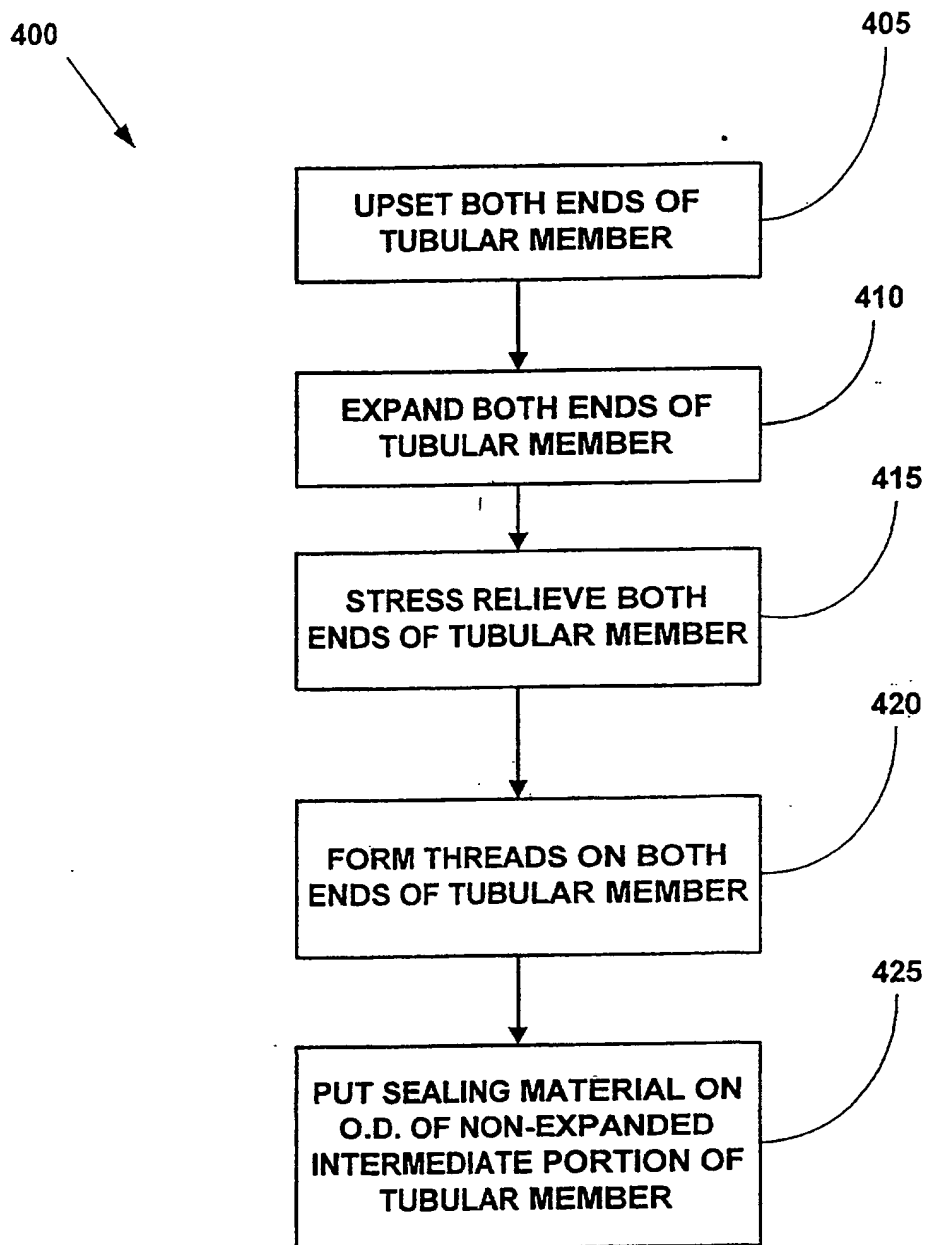 400
405
UPSET BOTH ENDS OF
TUBULAR MEMBER
410
EXPAND BOTH ENDS OF
TUBULAR MEMBER
415
STRESS RELIEVE BOTH
ENDS OF TUBULAR MEMBER
420
FORM THREADS ON BOTH
ENDS OF TUBULAR MEMBER
425
PUT SEALING MATERIAL ON
O.D. OF NON-EXPANDED
INTERMEDIATE PORTION OF
TUBULAR MEMBER